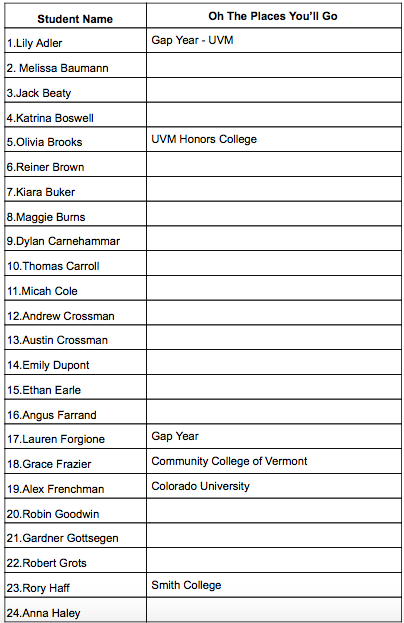 Student Name Oh The Places You'll Go
1.Lily Adler Gap Year - UVM
2. Melissa Baumann
3.Jack Beaty
4.Katrina Boswell
5.Olivia Brooks UVM Honors College
6.Reiner Brown
7.Kiara Buker
8.Maggie Burns
9.Dylan Carnehammar
10.Thomas Carroll
11.Micah Cole
12.Andrew Crossman
13.Austin Crossman
14.Emily Dupont
15.Ethan Earle
16.Angus Farrand
17.Lauren Forgione Gap Year
18.Grace Frazier Community College of Vermont
19.Alex Frenchman Colorado University
20.Robin Goodwin
21.Gardner Gottsegen
22.Robert Grots
23.Rory Haff Smith College
24.Anna Haley